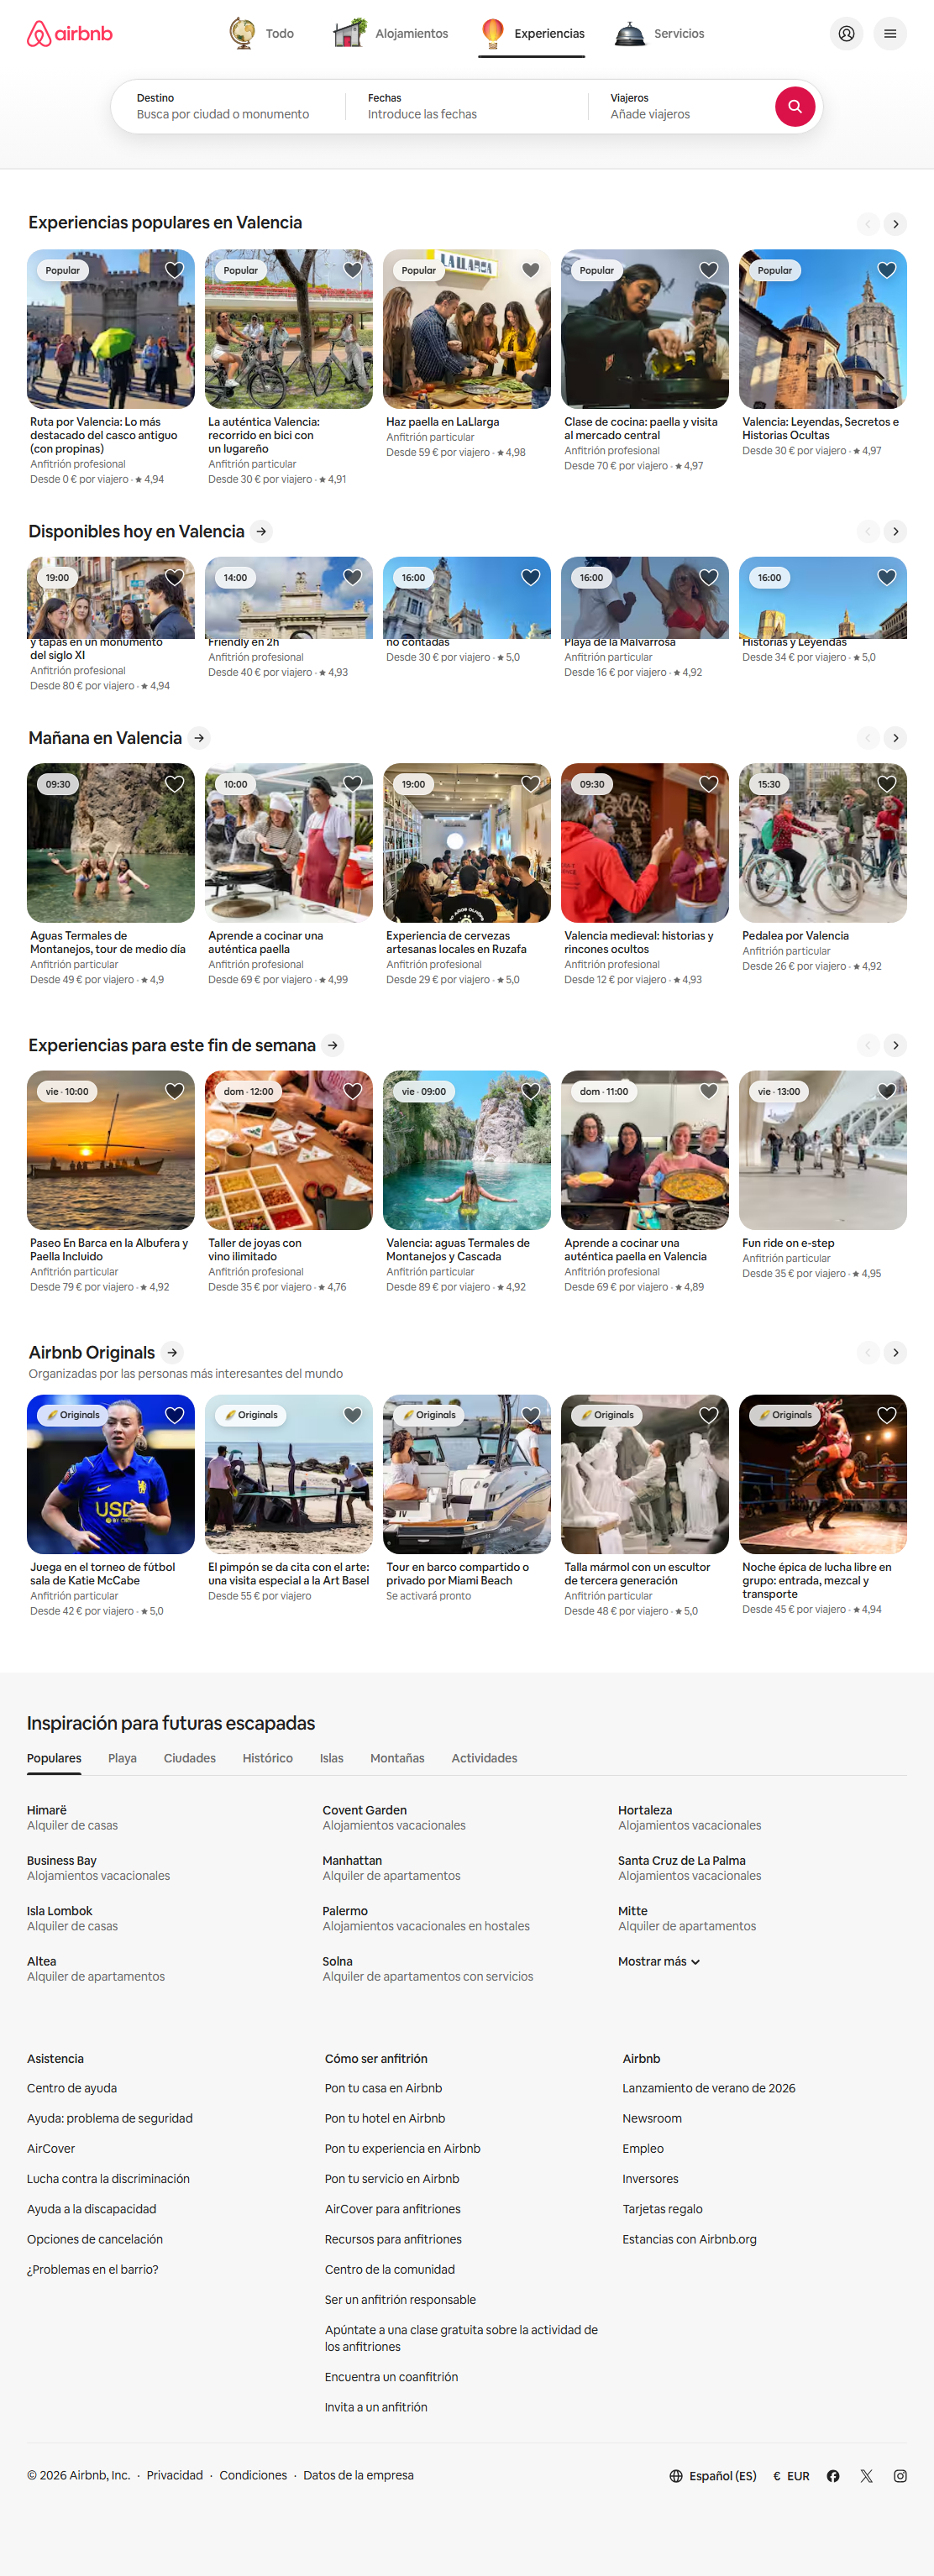 airbnb
Todo
Alojamientos
Experiencias
Servicios
Destino
Busca por ciudad o monumento
Fechas
Introduce las fechas
Viajeros
Añade viajeros
Experiencias populares en Valencia
Popular
Popular
Popular
LALLARGA
Popular
Popular
Ruta por Valencia: Lo más
destacado del casco antiguo
(con propinas)
Anfitrión profesional
Desde 0 € por viajero · ★ 4,94
La auténtica Valencia:
recorrido en bici con
un lugareño
Anfitrión particular
Desde 30 € por viajero · ★ 4,91
Haz paella en LaLlarga
Anfitrión particular
Desde 59 € por viajero · ★ 4,98
Clase de cocina: paella y visita
al mercado central
Anfitrión profesional
Desde 70 € por viajero · ★ 4,97
Valencia: Leyendas, Secretos e
Historias Ocultas
Desde 30 € por viajero · ★ 4,97
Disponibles hoy en Valencia
19:00
14:00
16:00
16:00
16:00
y tapas en un monumento
del siglo XI
Anfitrión profesional
Desde 80 € por viajero · ★ 4,94
Friendly en 2h
Anfitrión profesional
Desde 40 € por viajero · ★ 4,93
no contadas
Desde 30 € por viajero · ★ 5,0
Playa de la Malvarrosa
Anfitrión particular
Desde 16 € por viajero · ★ 4,92
Historias y Leyendas
Desde 34 € por viajero · ★ 5,0
Mañana en Valencia
09:30
10:00
19:00
09:30
15:30
Aguas Termales de
Montanejos, tour de medio día
Anfitrión particular
Desde 49 € por viajero · ★ 4,9
Aprende a cocinar una
auténtica paella
Anfitrión profesional
Desde 69 € por viajero · ★ 4,99
Experiencia de cervezas
artesanas locales en Ruzafa
Anfitrión profesional
Desde 29 € por viajero · ★ 5,0
Valencia medieval: historias y
rincones ocultos
Anfitrión profesional
Desde 12 € por viajero · ★ 4,93
Pedalea por Valencia
Anfitrión particular
Desde 26 € por viajero · ★ 4,92
Experiencias para este fin de semana
vie · 10:00
dom · 12:00
vie · 09:00
dom · 11:00
vie · 13:00
Paseo En Barca en la Albufera y
Paella Incluido
Anfitrión particular
Desde 79 € por viajero · ★ 4,92
Taller de joyas con
vino ilimitado
Anfitrión profesional
Desde 35 € por viajero · ★ 4,76
Valencia: aguas Termales de
Montanejos y Cascada
Anfitrión particular
Desde 89 € por viajero · ★ 4,92
Aprende a cocinar una
auténtica paella en Valencia
Anfitrión profesional
Desde 69 € por viajero · ★ 4,89
Fun ride on e-step
Anfitrión particular
Desde 35 € por viajero · ★ 4,95
Airbnb Originals
Organizadas por las personas más interesantes del mundo
Originals
Originals
Originals
Originals
Originals
Juega en el torneo de fútbol
sala de Katie McCabe
Anfitrión particular
Desde 42 € por viajero · ★ 5,0
El pimpón se da cita con el arte:
una visita especial a la Art Basel
Desde 55 € por viajero
Tour en barco compartido o
privado por Miami Beach
Se activará pronto
Talla mármol con un escultor
de tercera generación
Anfitrión particular
Desde 48 € por viajero · ★ 5,0
Noche épica de lucha libre en
grupo: entrada, mezcal y
transporte
Desde 45 € por viajero · ★ 4,94
Inspiración para futuras escapadas
Populares
Playa
Ciudades
Histórico
Islas
Montañas
Actividades
Himarë
Alquiler de casas
Covent Garden
Alojamientos vacacionales
Hortaleza
Alojamientos vacacionales
Business Bay
Alojamientos vacacionales
Manhattan
Alquiler de apartamentos
Santa Cruz de La Palma
Alojamientos vacacionales
Isla Lombok
Alquiler de casas
Palermo
Alojamientos vacacionales en hostales
Mitte
Alquiler de apartamentos
Altea
Alquiler de apartamentos
Solna
Alquiler de apartamentos con servicios
Mostrar más
Asistencia
Centro de ayuda
Ayuda: problema de seguridad
AirCover
Lucha contra la discriminación
Ayuda a la discapacidad
Opciones de cancelación
¿Problemas en el barrio?
Cómo ser anfitrión
Pon tu casa en Airbnb
Pon tu hotel en Airbnb
Pon tu experiencia en Airbnb
Pon tu servicio en Airbnb
AirCover para anfitriones
Recursos para anfitriones
Centro de la comunidad
Ser un anfitrión responsable
Apúntate a una clase gratuita sobre la actividad de
los anfitriones
Encuentra un coanfitrión
Invita a un anfitrión
Airbnb
Lanzamiento de verano de 2026
Newsroom
Empleo
Inversores
Tarjetas regalo
Estancias con Airbnb.org
© 2026 Airbnb, Inc. · Privacidad · Condiciones · Datos de la empresa
Español (ES)
€ EUR